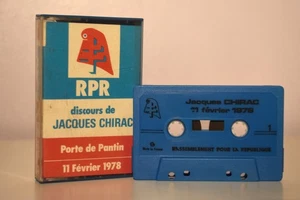 RPR
discours de
JACQUES CHIRAC
Porte de Pantin
11 Février 1978
Jacques CHIRAC
11 février 1978
RASSEMBLEMENT POUR LA REPUBLIQUE